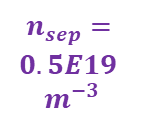 n_sep =
0.5E19
m⁻³